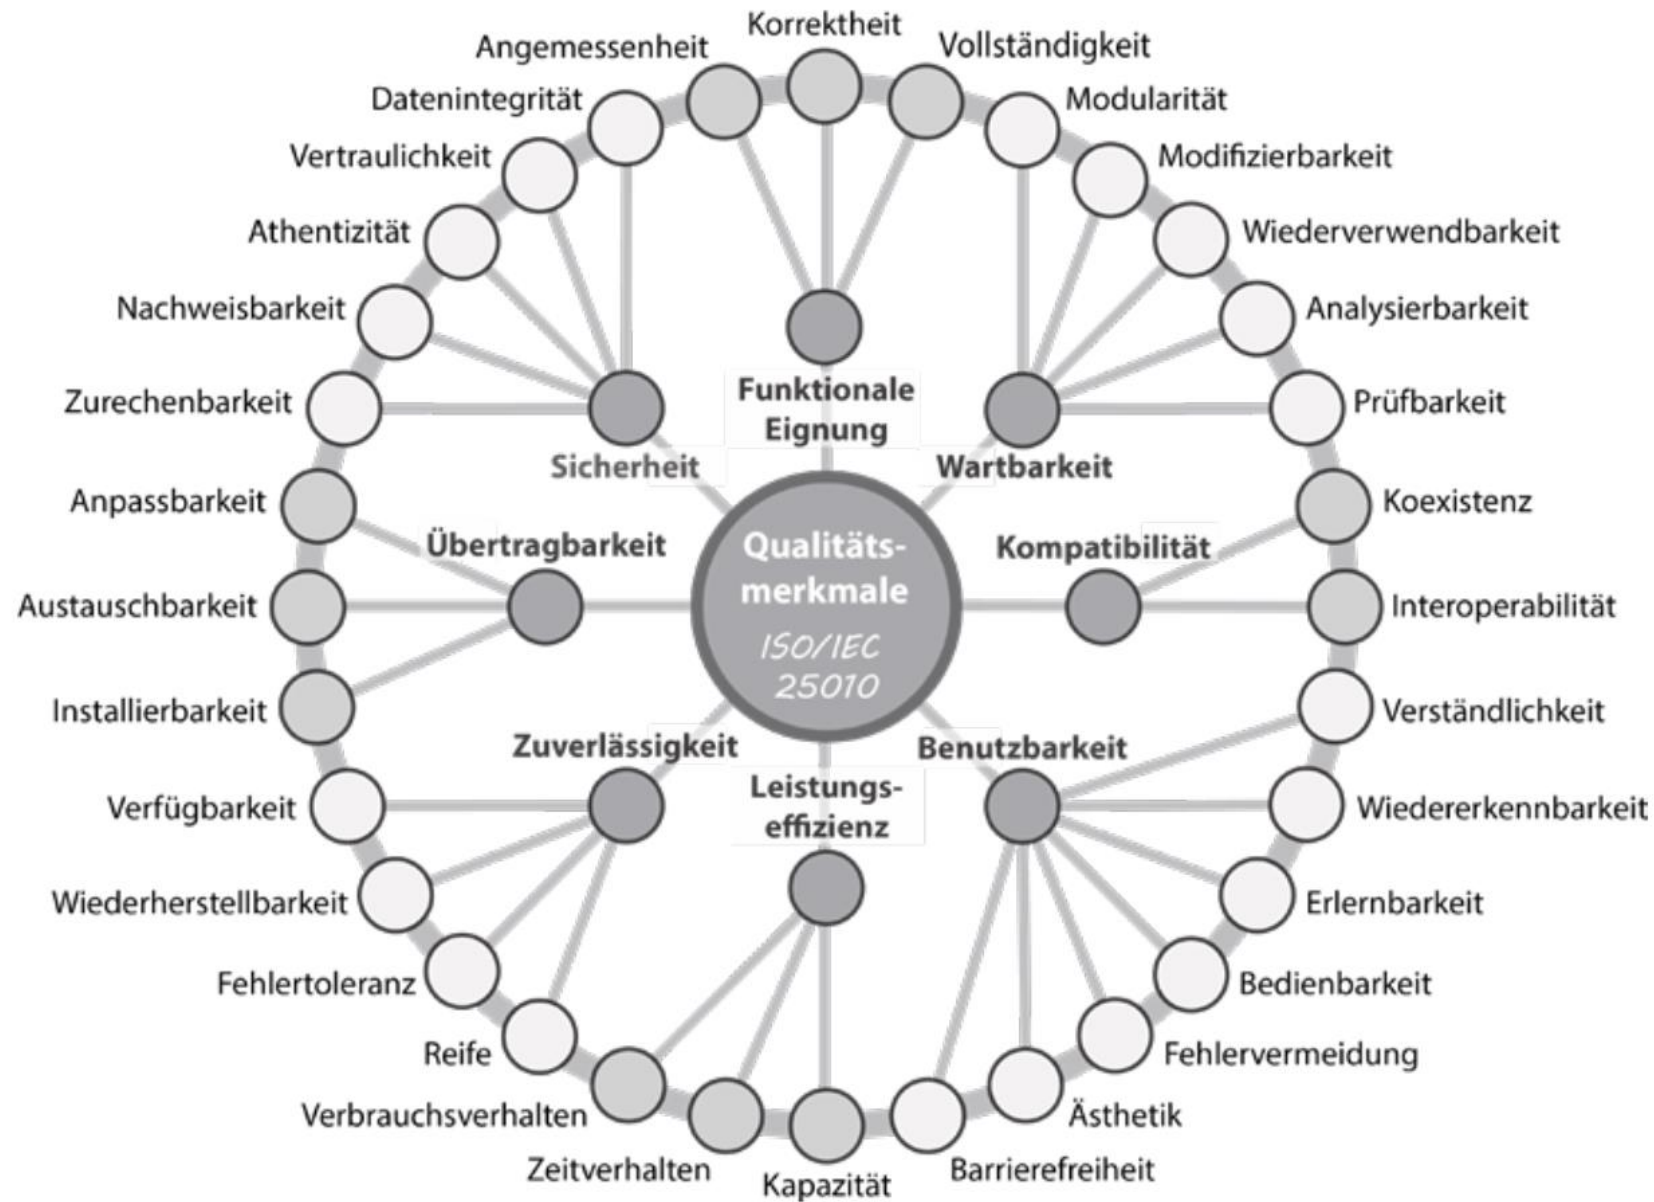 Korrektheit
Angemessenheit
Vollständigkeit
Datenintegrität
Modularität
Vertraulichkeit
Modifizierbarkeit
Athentizität
Wiederverwendbarkeit
Nachweisbarkeit
Analysierbarkeit
Zurechenbarkeit
Funktionale
Eignung
Prüfbarkeit
Sicherheit
Wartbarkeit
Anpassbarkeit
Koexistenz
Übertragbarkeit
Qualitäts-
merkmale
ISO/IEC
25010
Kompatibilität
Austauschbarkeit
Interoperabilität
Installierbarkeit
Verständlichkeit
Zuverlässigkeit
Benutzbarkeit
Leistungs-
effizienz
Verfügbarkeit
Wiedererkennbarkeit
Wiederherstellbarkeit
Erlernbarkeit
Fehlertoleranz
Bedienbarkeit
Reife
Fehlervermeidung
Verbrauchsverhalten
Ästhetik
Zeitverhalten
Kapazität
Barrierefreiheit